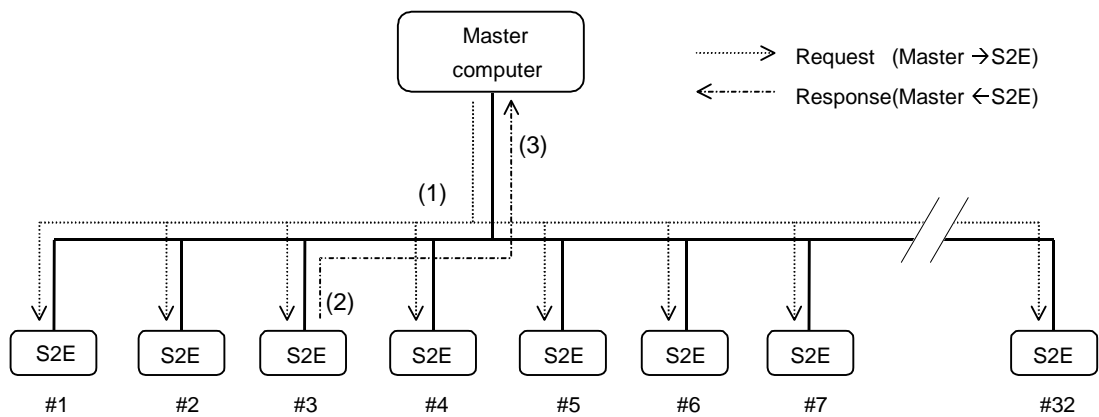 Master
computer
Request (Master →S2E)
Response(Master ←S2E)
(3)
(1)
(2)
S2E S2E S2E S2E S2E S2E S2E S2E
#1 #2 #3 #4 #5 #6 #7 #32